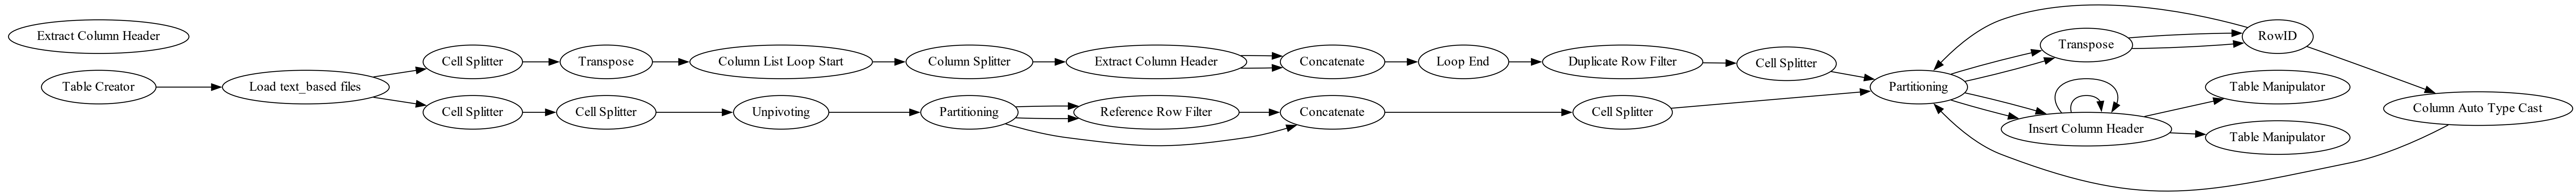 Extract Column Header
Table Creator
Load text_based files
Cell Splitter
Transpose
Column List Loop Start
Column Splitter
Extract Column Header
Concatenate
Loop End
Duplicate Row Filter
Cell Splitter
Cell Splitter
Cell Splitter
Unpivoting
Partitioning
Reference Row Filter
Concatenate
Cell Splitter
Partitioning
Transpose
RowID
Insert Column Header
Table Manipulator
Table Manipulator
Column Auto Type Cast